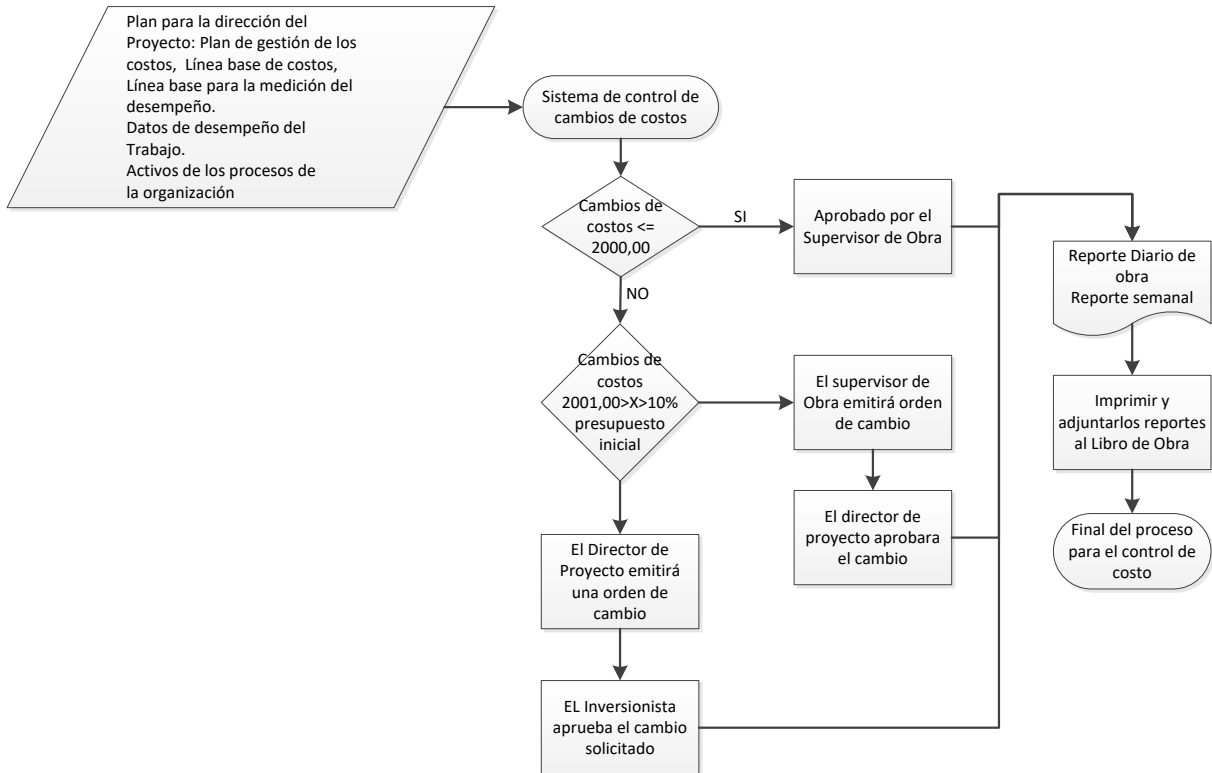 Plan para la dirección del
Proyecto: Plan de gestión de los
costos,  Línea base de costos,
Línea base para la medición del
desempeño.
Datos de desempeño del
Trabajo.
Activos de los procesos de
la organización
Sistema de control de
cambios de costos
Cambios de
costos <=
2000,00
SI
Aprobado por el
Supervisor de Obra
NO
Cambios de
costos
2001,00>X>10%
presupuesto
inicial
El supervisor de
Obra emitirá orden
de cambio
El director de
proyecto aprobara
el cambio
El Director de
Proyecto emitirá
una orden de
cambio
EL Inversionista
aprueba el cambio
solicitado
Reporte Diario de
obra
Reporte semanal
Imprimir y
adjuntarlos reportes
al Libro de Obra
Final del proceso
para el control de
costo